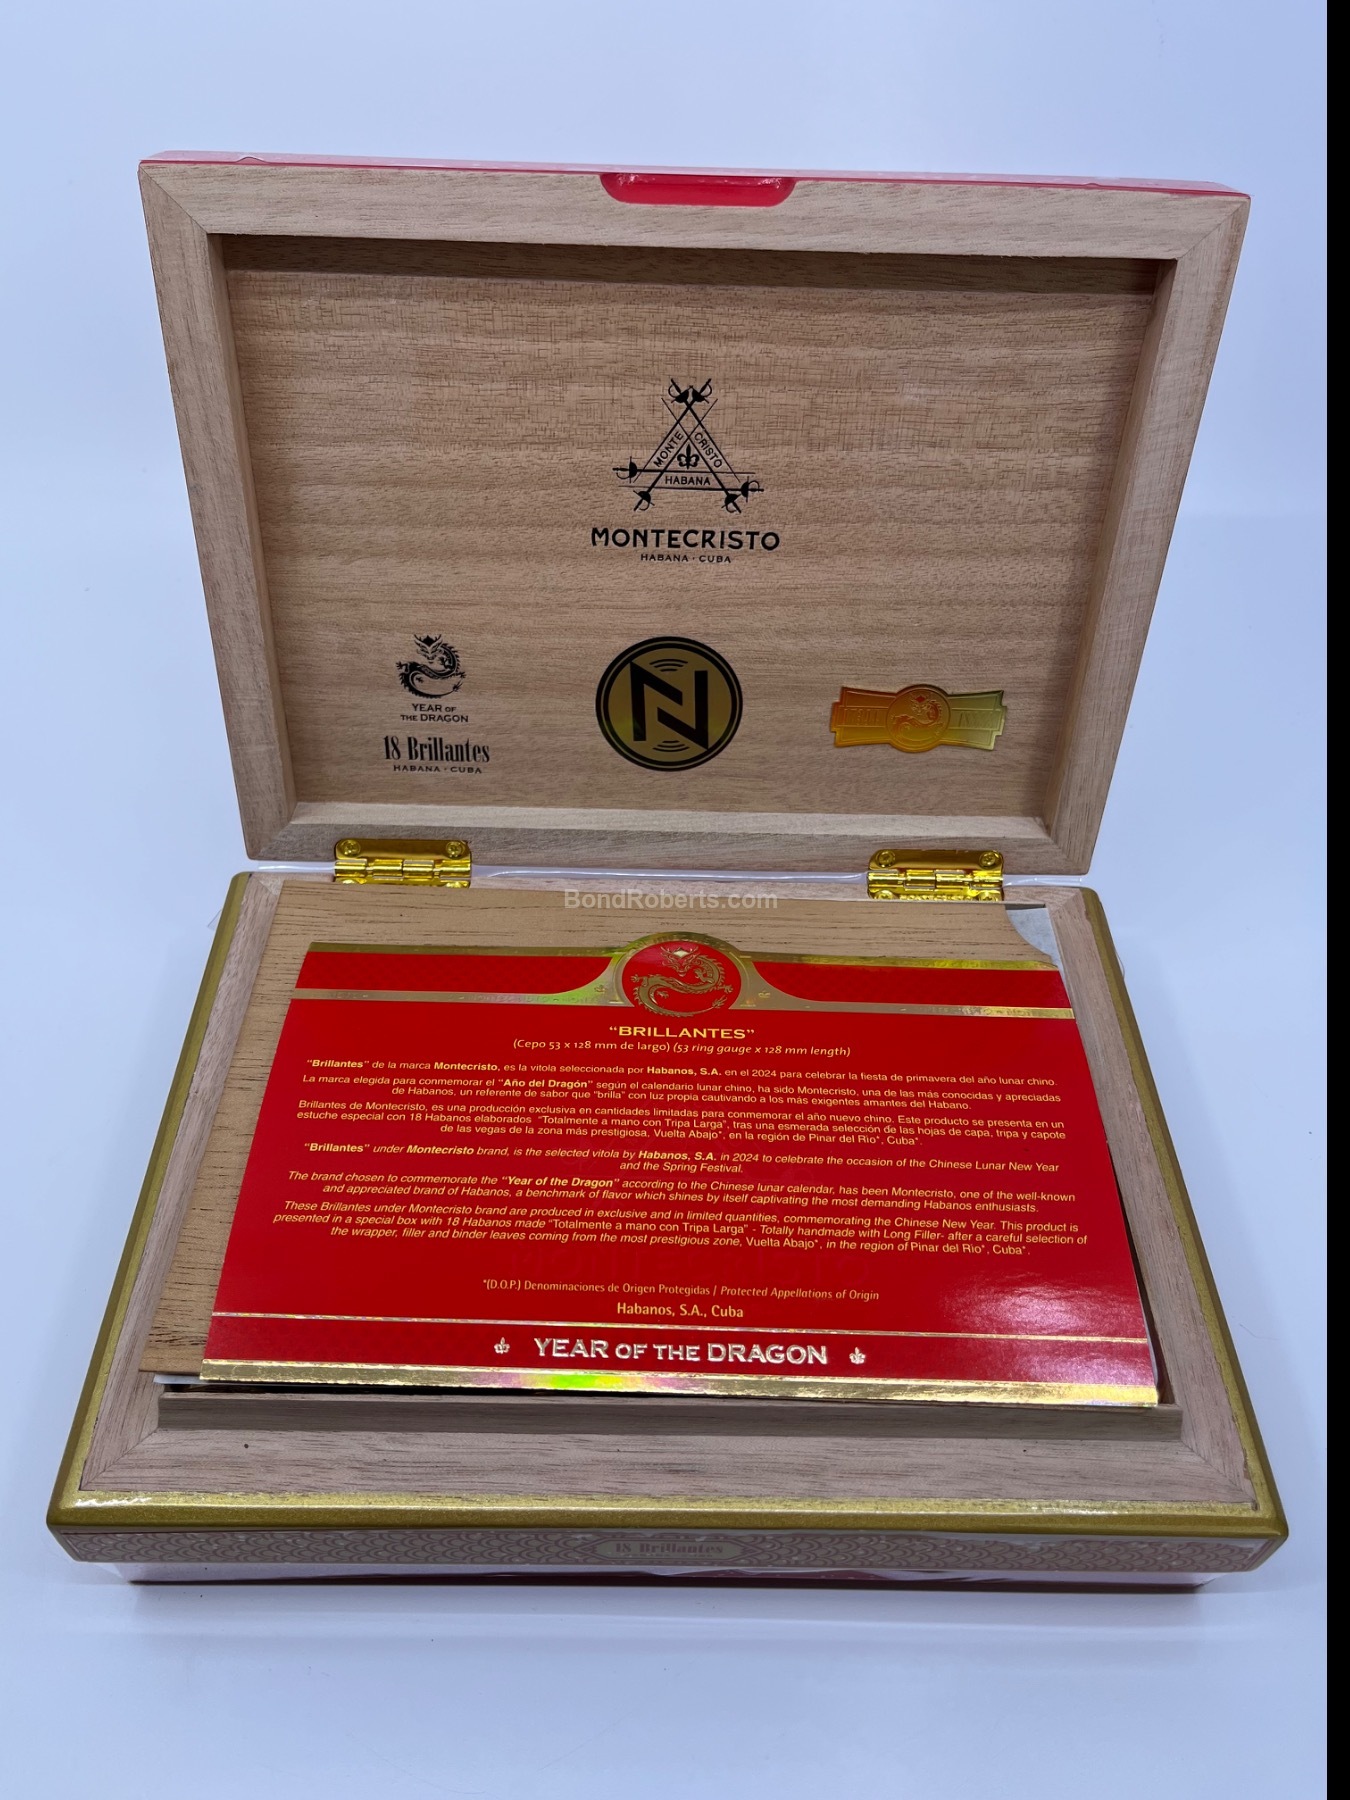 MONTE CRISTO
HABANA
MONTECRISTO
HABANA · CUBA
YEAR OF
THE DRAGON
18 Brillantes
HABANA · CUBA
N
BondRoberts.com
“BRILLANTES”
(Cepo 53 x 128 mm de largo) (53 ring gauge x 128 mm length)
“Brillantes” de la marca Montecristo, es la vitola seleccionada por Habanos, S.A. en el 2024 para celebrar la fiesta de primavera del año lunar chino.
La marca elegida para conmemorar el “Año del Dragón” según el calendario lunar chino, ha sido Montecristo, una de las más conocidas y apreciadas
de Habanos, un referente de sabor que “brilla” con luz propia cautivando a los más exigentes amantes del Habano.
Brillantes de Montecristo, es una producción exclusiva en cantidades limitadas para conmemorar el año nuevo chino. Este producto se presenta en un
estuche especial con 18 Habanos elaborados “Totalmente a mano con Tripa Larga”, tras una esmerada selección de las hojas de capa, tripa y capote
de las vegas de la zona más prestigiosa, Vuelta Abajo*, en la región de Pinar del Río*, Cuba*.
“Brillantes” under Montecristo brand, is the selected vitola by Habanos, S.A. in 2024 to celebrate the occasion of the Chinese Lunar New Year
and the Spring Festival.
The brand chosen to commemorate the “Year of the Dragon” according to the Chinese lunar calendar, has been Montecristo, one of the well-known
and appreciated brand of Habanos, a benchmark of flavor which shines by itself captivating the most demanding Habanos enthusiasts.
These Brillantes under Montecristo brand are produced in exclusive and in limited quantities, commemorating the Chinese New Year. This product is
presented in a special box with 18 Habanos made “Totalmente a mano con Tripa Larga” - Totally handmade with Long Filler- after a careful selection of
the wrapper, filler and binder leaves coming from the most prestigious zone, Vuelta Abajo*, in the region of Pinar del Río*, Cuba*.
*(D.O.P.) Denominaciones de Origen Protegidas / Protected Appellations of Origin
Habanos, S.A., Cuba
YEAR OF THE DRAGON
18 Brillantes